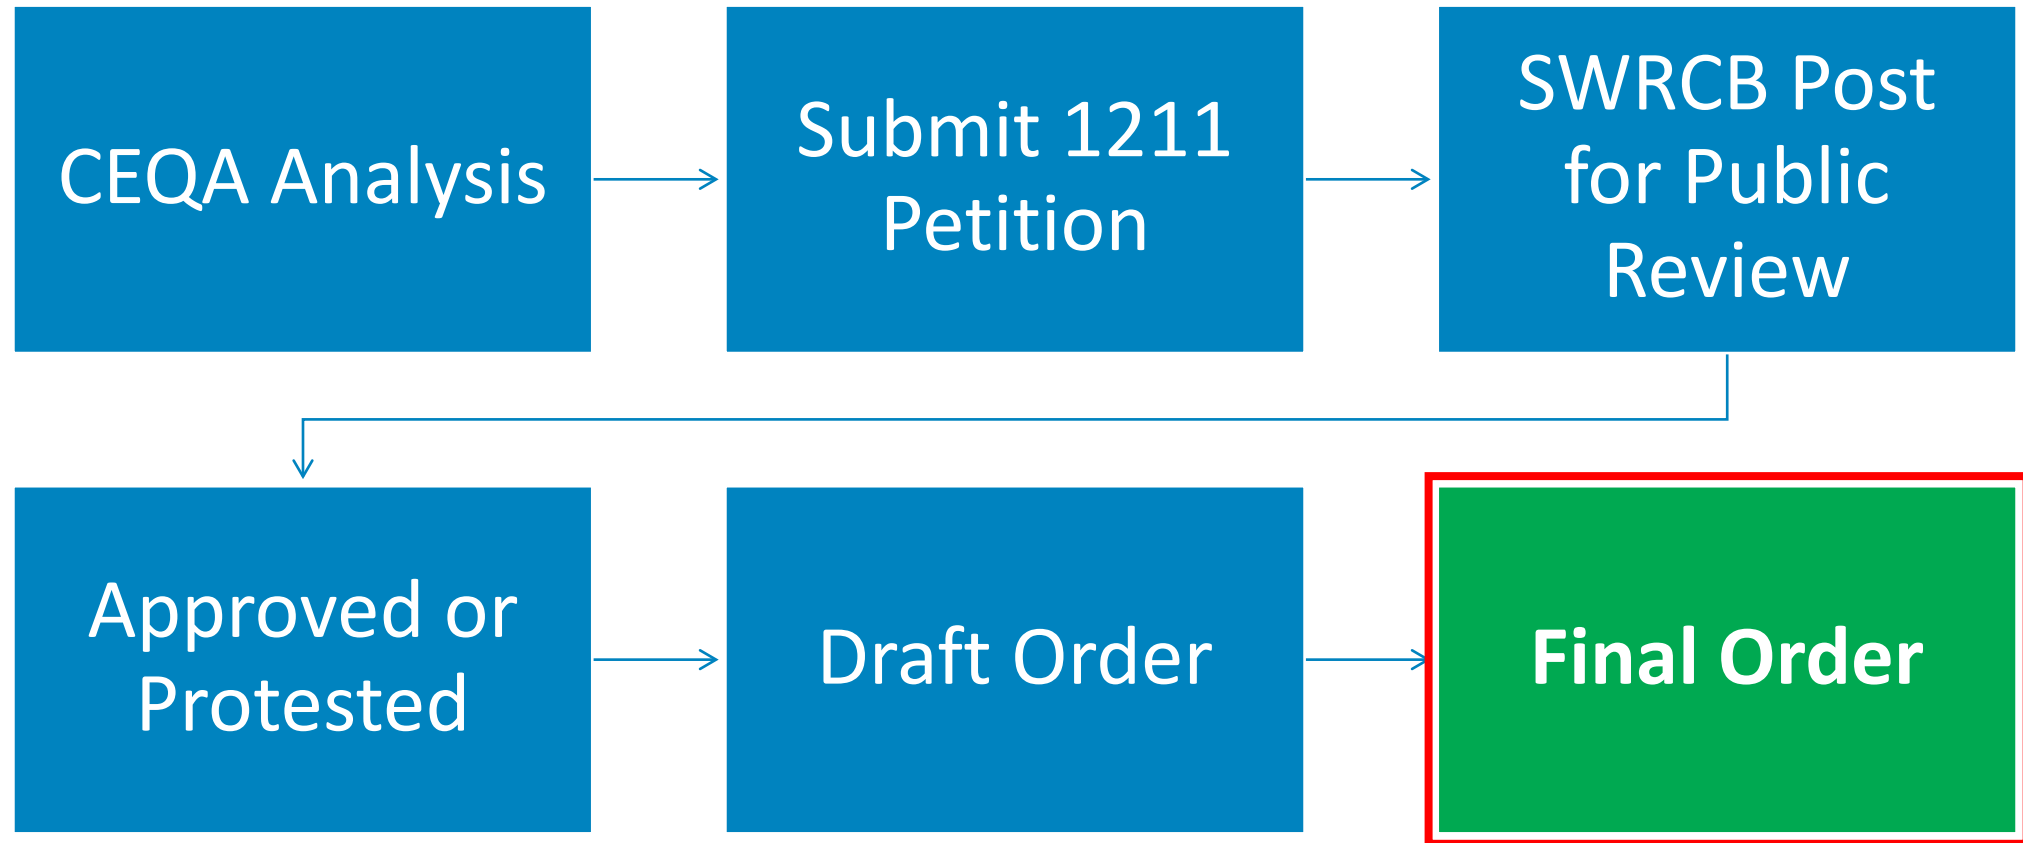 CEQA Analysis
Submit 1211
Petition
SWRCB Post
for Public
Review
Approved or
Protested
Draft Order
Final Order